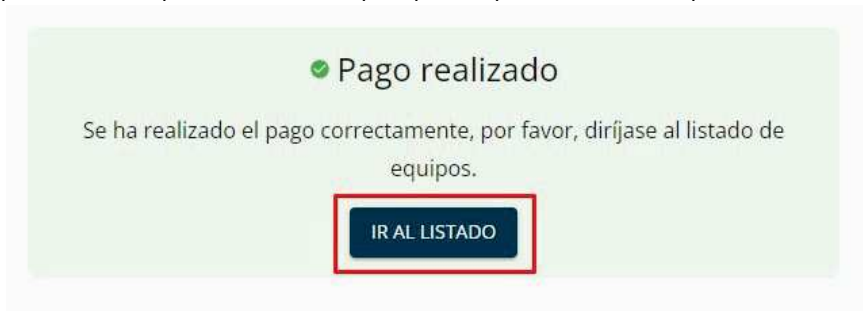 Pago realizado
Se ha realizado el pago correctamente, por favor, diríjase al listado de
equipos.
IR AL LISTADO